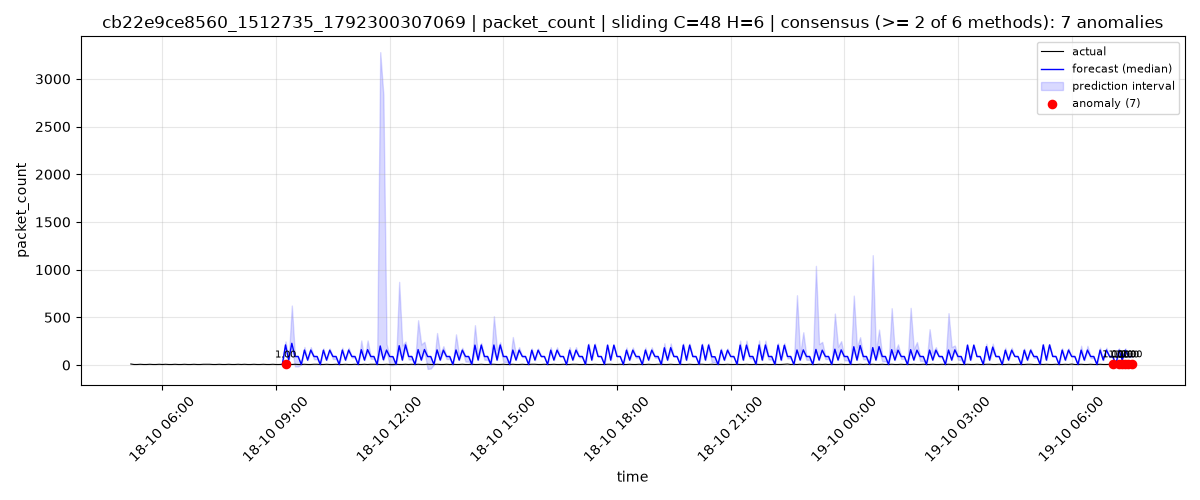 cb22e9ce8560_1512735_1792300307069 | packet_count | sliding C=48 H=6 | consensus (>= 2 of 6 methods): 7 anomalies
actual
forecast (median)
prediction interval
anomaly (7)
packet_count
3000
2500
2000
1500
1000
500
0
18-10 06:00
18-10 09:00
18-10 12:00
18-10 15:00
18-10 18:00
18-10 21:00
19-10 00:00
19-10 03:00
19-10 06:00
time